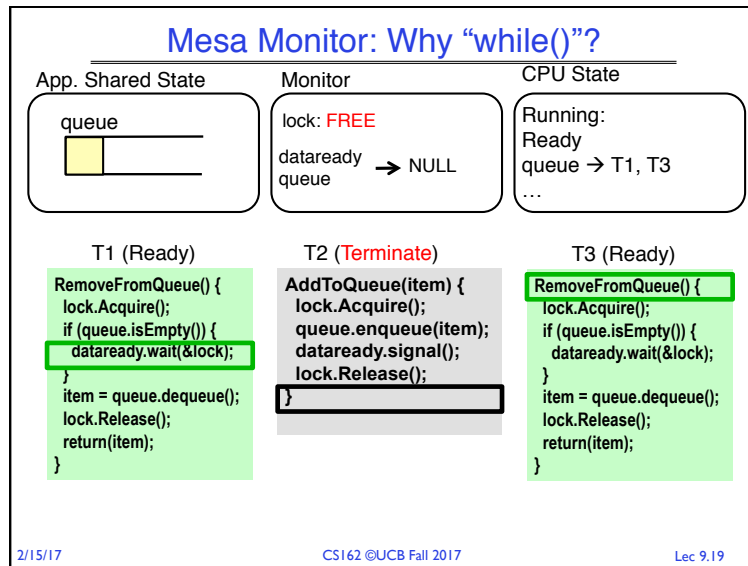 Mesa Monitor: Why “while()”?
App. Shared State
Monitor
CPU State
queue
lock: FREE
dataready
queue → NULL
Running:
Ready
queue → T1, T3
…
T1 (Ready)
RemoveFromQueue() {
lock.Acquire();
if (queue.isEmpty()) {
dataready.wait(&lock);
}
item = queue.dequeue();
lock.Release();
return(item);
}
T2 (Terminate)
AddToQueue(item) {
lock.Acquire();
queue.enqueue(item);
dataready.signal();
lock.Release();
}
T3 (Ready)
RemoveFromQueue() {
lock.Acquire();
if (queue.isEmpty()) {
dataready.wait(&lock);
}
item = queue.dequeue();
lock.Release();
return(item);
}
2/15/17
CS162 ©UCB Fall 2017
Lec 9.19